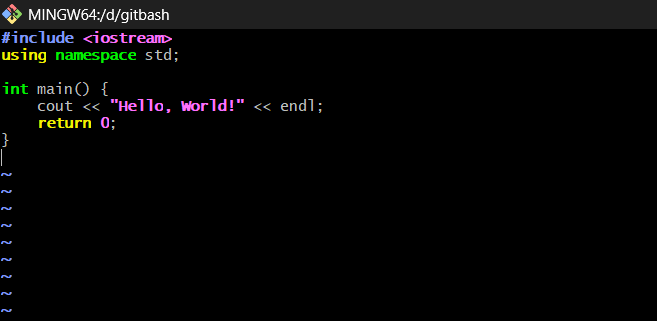 MINGW64:/d/gitbash
#include <iostream>
using namespace std;

int main() {
    cout << "Hello, World!" << endl;
    return 0;
}

~
~
~
~
~
~
~
~
~